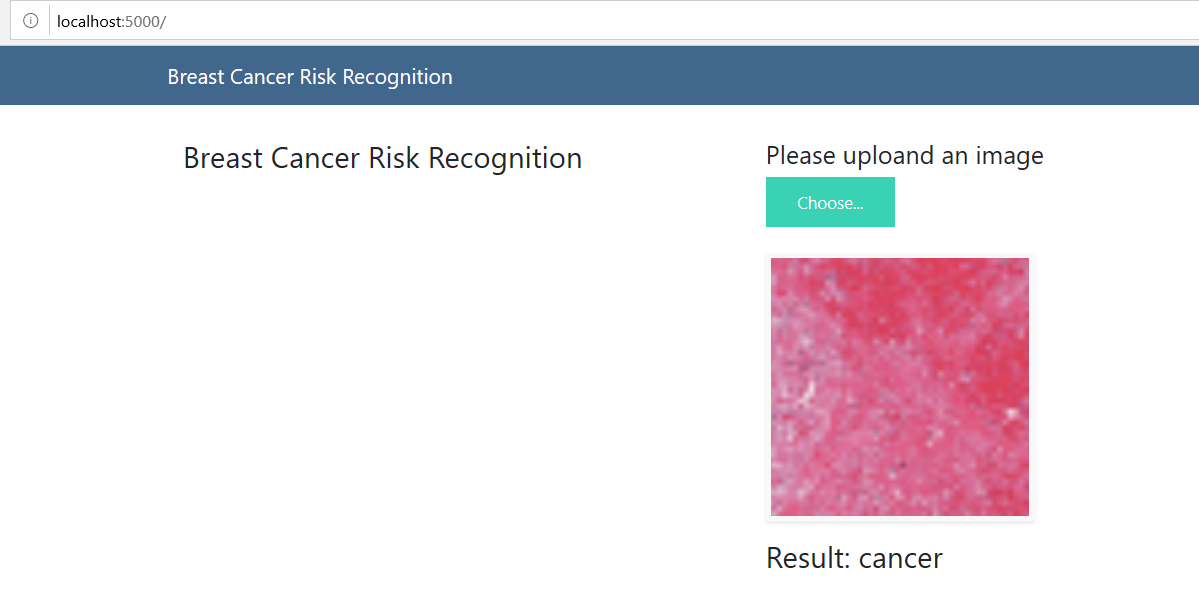 localhost:5000/
Breast Cancer Risk Recognition
Breast Cancer Risk Recognition
Please uploand an image
Choose...
Result: cancer